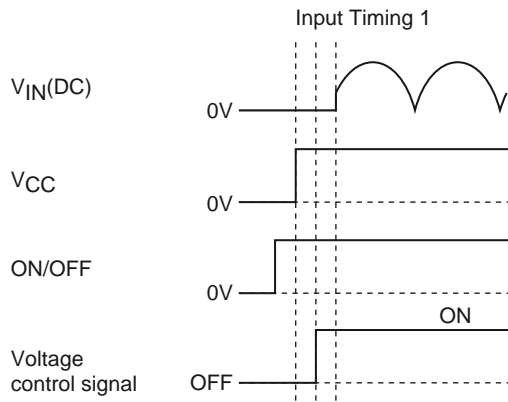 Input Timing 1
VIN(DC)
0V
VCC
0V
ON/OFF
0V
ON
Voltage
control signal
OFF